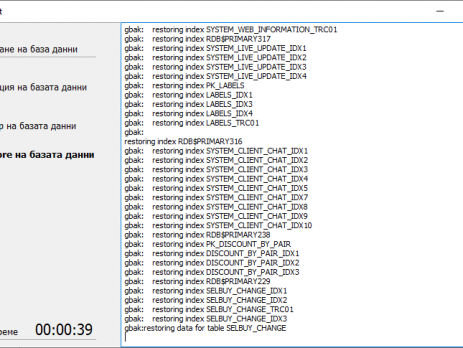 t
ане на база данни
ция на базата данни
р на базата данни
оге на базата данни
реме 00:00:39
gbak: restoring index SYSTEM_WEB_INFORMATION_TRC01
gbak: restoring index RDB$PRIMARY317
gbak: restoring index SYSTEM_LIVE_UPDATE_IDX1
gbak: restoring index SYSTEM_LIVE_UPDATE_IDX2
gbak: restoring index SYSTEM_LIVE_UPDATE_IDX3
gbak: restoring index SYSTEM_LIVE_UPDATE_IDX4
gbak: restoring index PK_LABELS
gbak: restoring index LABELS_IDX1
gbak: restoring index LABELS_IDX3
gbak: restoring index LABELS_IDX4
gbak: restoring index LABELS_TRC01
gbak:
restoring index RDB$PRIMARY316
gbak: restoring index SYSTEM_CLIENT_CHAT_IDX1
gbak: restoring index SYSTEM_CLIENT_CHAT_IDX2
gbak: restoring index SYSTEM_CLIENT_CHAT_IDX3
gbak: restoring index SYSTEM_CLIENT_CHAT_IDX4
gbak: restoring index SYSTEM_CLIENT_CHAT_IDX5
gbak: restoring index SYSTEM_CLIENT_CHAT_IDX7
gbak: restoring index SYSTEM_CLIENT_CHAT_IDX8
gbak: restoring index SYSTEM_CLIENT_CHAT_IDX9
gbak: restoring index SYSTEM_CLIENT_CHAT_IDX10
gbak: restoring index RDB$PRIMARY238
gbak: restoring index PK_DISCOUNT_BY_PAIR
gbak: restoring index DISCOUNT_BY_PAIR_IDX1
gbak: restoring index DISCOUNT_BY_PAIR_IDX2
gbak: restoring index DISCOUNT_BY_PAIR_IDX3
gbak: restoring index RDB$PRIMARY229
gbak: restoring index SELBUY_CHANGE_IDX1
gbak: restoring index SELBUY_CHANGE_IDX2
gbak: restoring index SELBUY_CHANGE_TRC01
gbak: restoring index SELBUY_CHANGE_IDX3
gbak:restoring data for table SELBUY_CHANGE